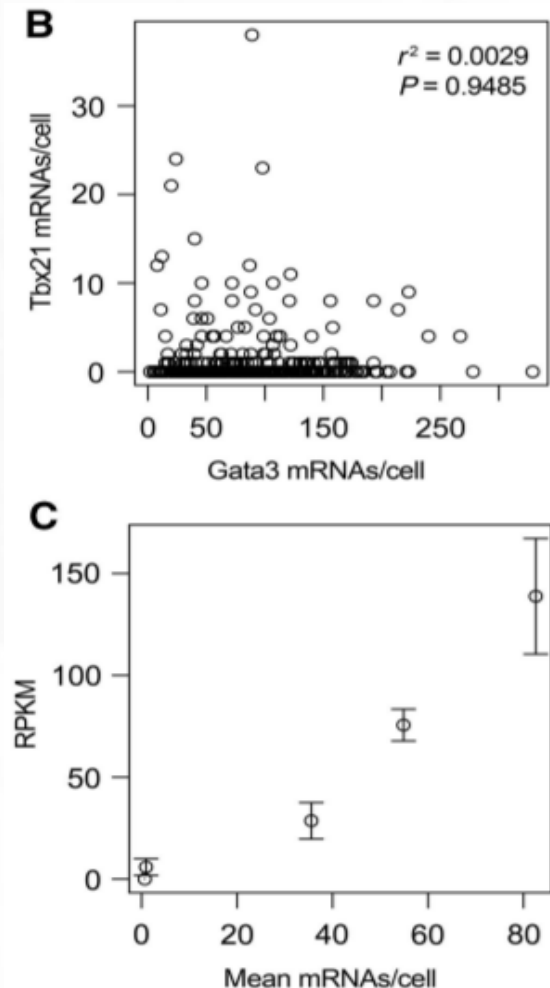 B
r² = 0.0029
P = 0.9485
Tbx21 mRNAs/cell
30
20
10
0
0 50 150 250
Gata3 mRNAs/cell
C
RPKM
150
100
50
0
0 20 40 60 80
Mean mRNAs/cell